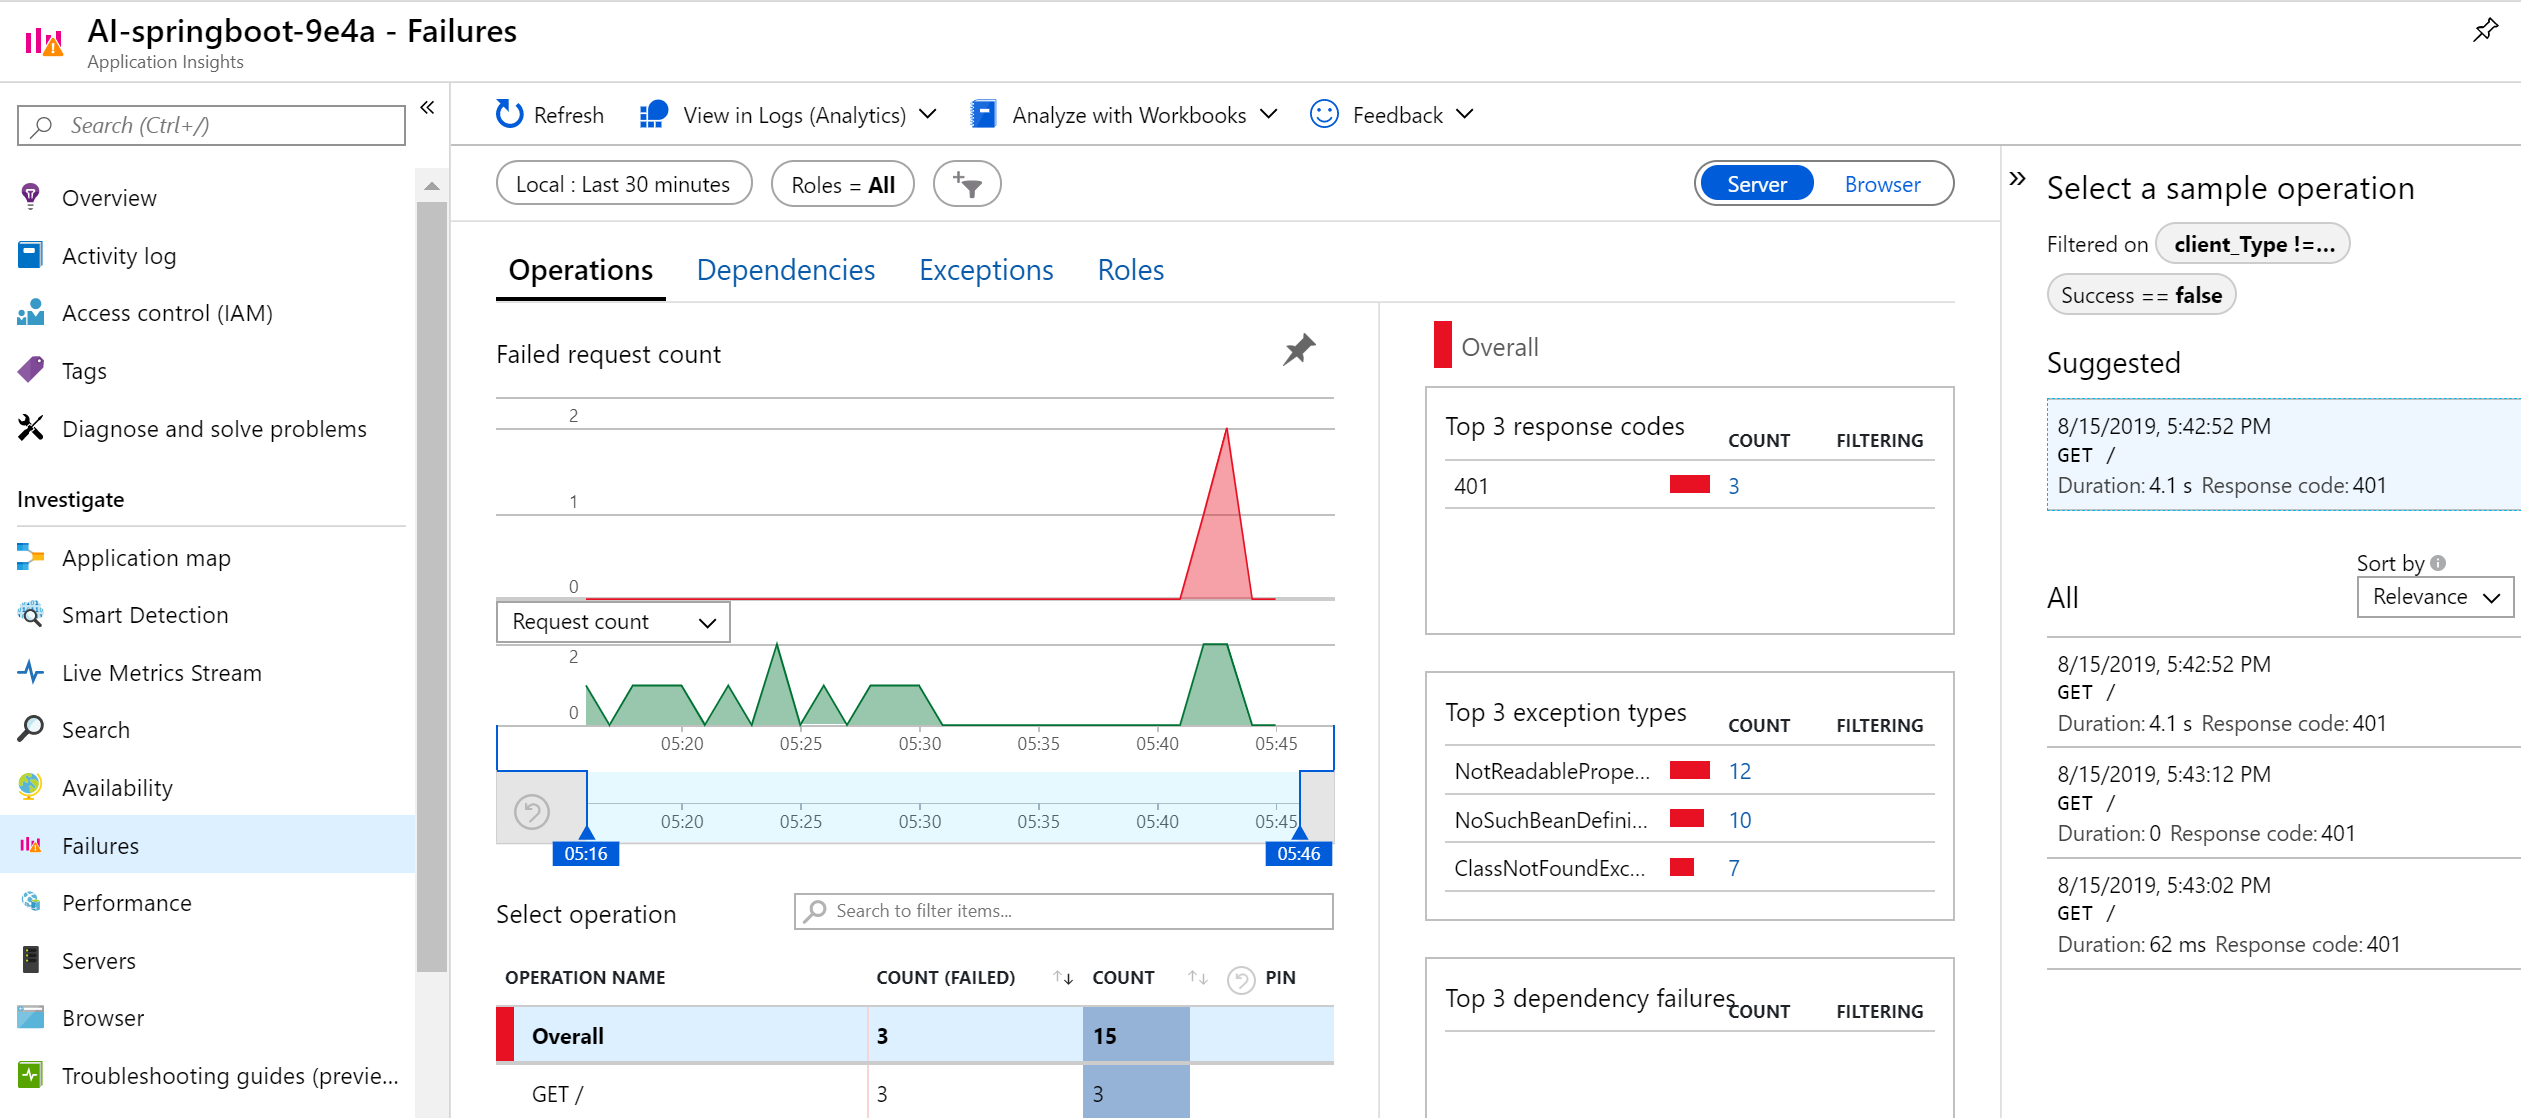 AI-springboot-9e4a - Failures
Application Insights
Search (Ctrl+/)
Overview
Activity log
Access control (IAM)
Tags
Diagnose and solve problems
Investigate
Application map
Smart Detection
Live Metrics Stream
Search
Availability
Failures
Performance
Servers
Browser
Troubleshooting guides (previe...
Refresh
View in Logs (Analytics)
Analyze with Workbooks
Feedback
Local : Last 30 minutes
Roles = All
Server
Browser
Operations
Dependencies
Exceptions
Roles
Failed request count
2
1
0
Request count
2
0
05:20 05:25 05:30 05:35 05:40 05:45
05:20 05:25 05:30 05:35 05:40 05:45
05:16 05:46
Select operation
Search to filter items...
OPERATION NAME COUNT (FAILED) COUNT PIN
Overall 3 15
GET / 3 3
Overall
Top 3 response codes COUNT FILTERING
401 3
Top 3 exception types COUNT FILTERING
NotReadablePrope... 12
NoSuchBeanDefini... 10
ClassNotFoundExc... 7
Top 3 dependency failures COUNT FILTERING
Select a sample operation
Filtered on client_Type !=...
Success == false
Suggested
8/15/2019, 5:42:52 PM
GET /
Duration: 4.1 s Response code: 401
Sort by
All
Relevance
8/15/2019, 5:42:52 PM
GET /
Duration: 4.1 s Response code: 401
8/15/2019, 5:43:12 PM
GET /
Duration: 0 Response code: 401
8/15/2019, 5:43:02 PM
GET /
Duration: 62 ms Response code: 401